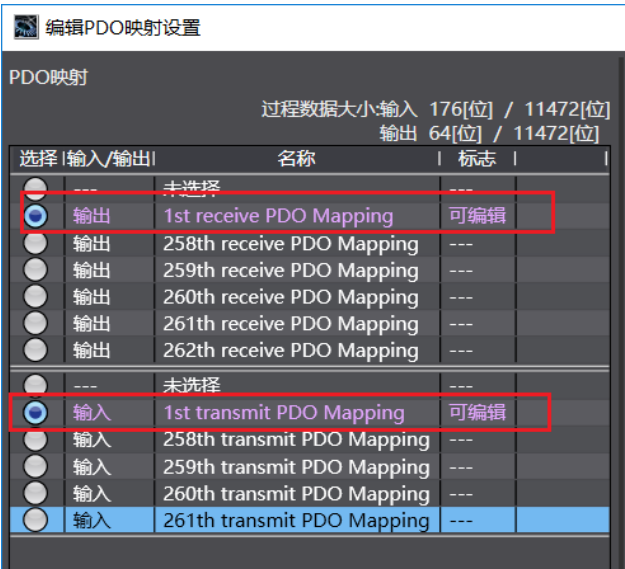 编辑PDO映射设置
PDO映射
过程数据大小:输入 176[位] / 11472[位]
输出 64[位] / 11472[位]
选择 |输入/输出| 名称 | 标志 | |
--- 未选择 ---
输出 1st receive PDO Mapping 可编辑
输出 258th receive PDO Mapping ---
输出 259th receive PDO Mapping ---
输出 260th receive PDO Mapping ---
输出 261th receive PDO Mapping ---
输出 262th receive PDO Mapping ---
--- 未选择 ---
输入 1st transmit PDO Mapping 可编辑
输入 258th transmit PDO Mapping ---
输入 259th transmit PDO Mapping ---
输入 260th transmit PDO Mapping ---
输入 261th transmit PDO Mapping ---